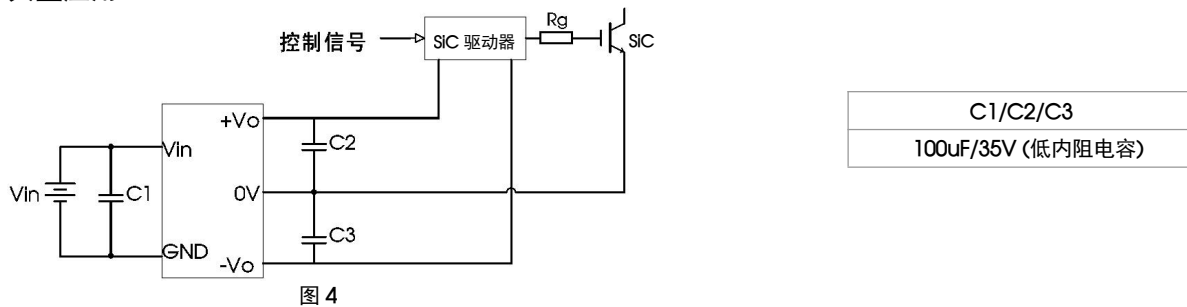 控制信号
SiC 驱动器
Rg
SiC
C1/C2/C3
100uF/35V (低内阻电容)
+Vo
C2
Vin
Vin
C1
0V
GND
C3
-Vo
图 4